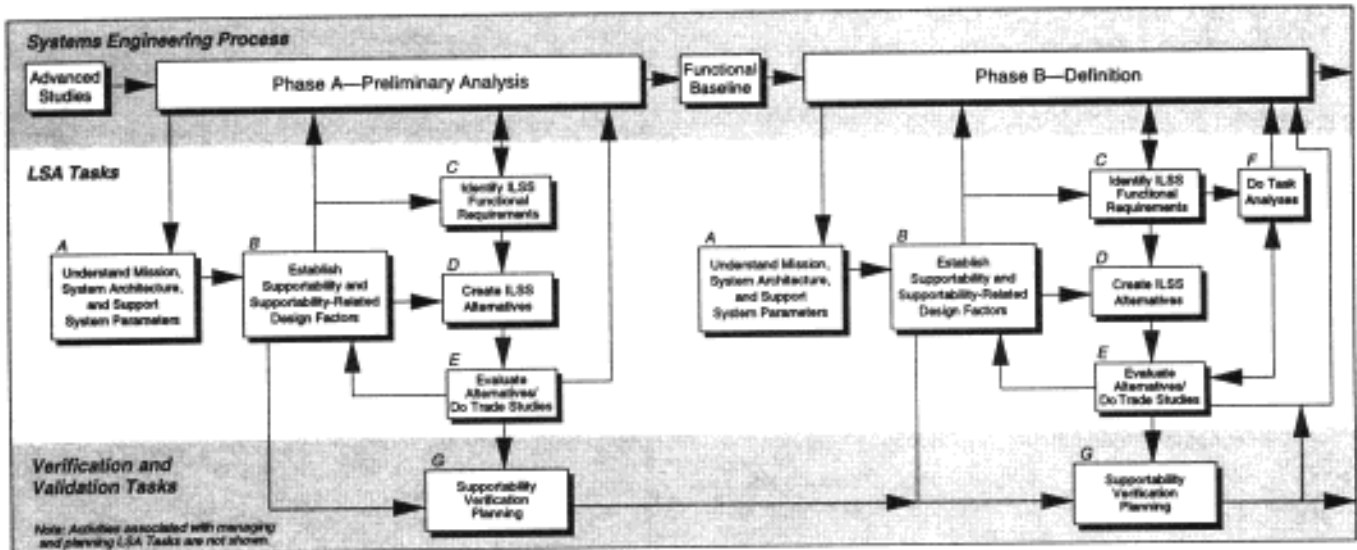 Systems Engineering Process
Advanced
Studies
Phase A—Preliminary Analysis
Functional
Baseline
Phase B—Definition
LSA Tasks
A
Understand Mission,
System Architecture,
and Support
System Parameters
B
Establish
Supportability and
Supportability-Related
Design Factors
C
Identify ILSS
Functional
Requirements
D
Create ILSS
Alternatives
E
Evaluate
Alternatives/
Do Trade Studies
A
Understand Mission,
System Architecture,
and Support
System Parameters
B
Establish
Supportability and
Supportability-Related
Design Factors
C
Identify ILSS
Functional
Requirements
F
Do Task
Analyses
D
Create ILSS
Alternatives
E
Evaluate
Alternatives/
Do Trade Studies
Verification and
Validation Tasks
G
Supportability
Verification
Planning
G
Supportability
Verification
Planning
Note: Activities associated with managing
and planning LSA Tasks are not shown.